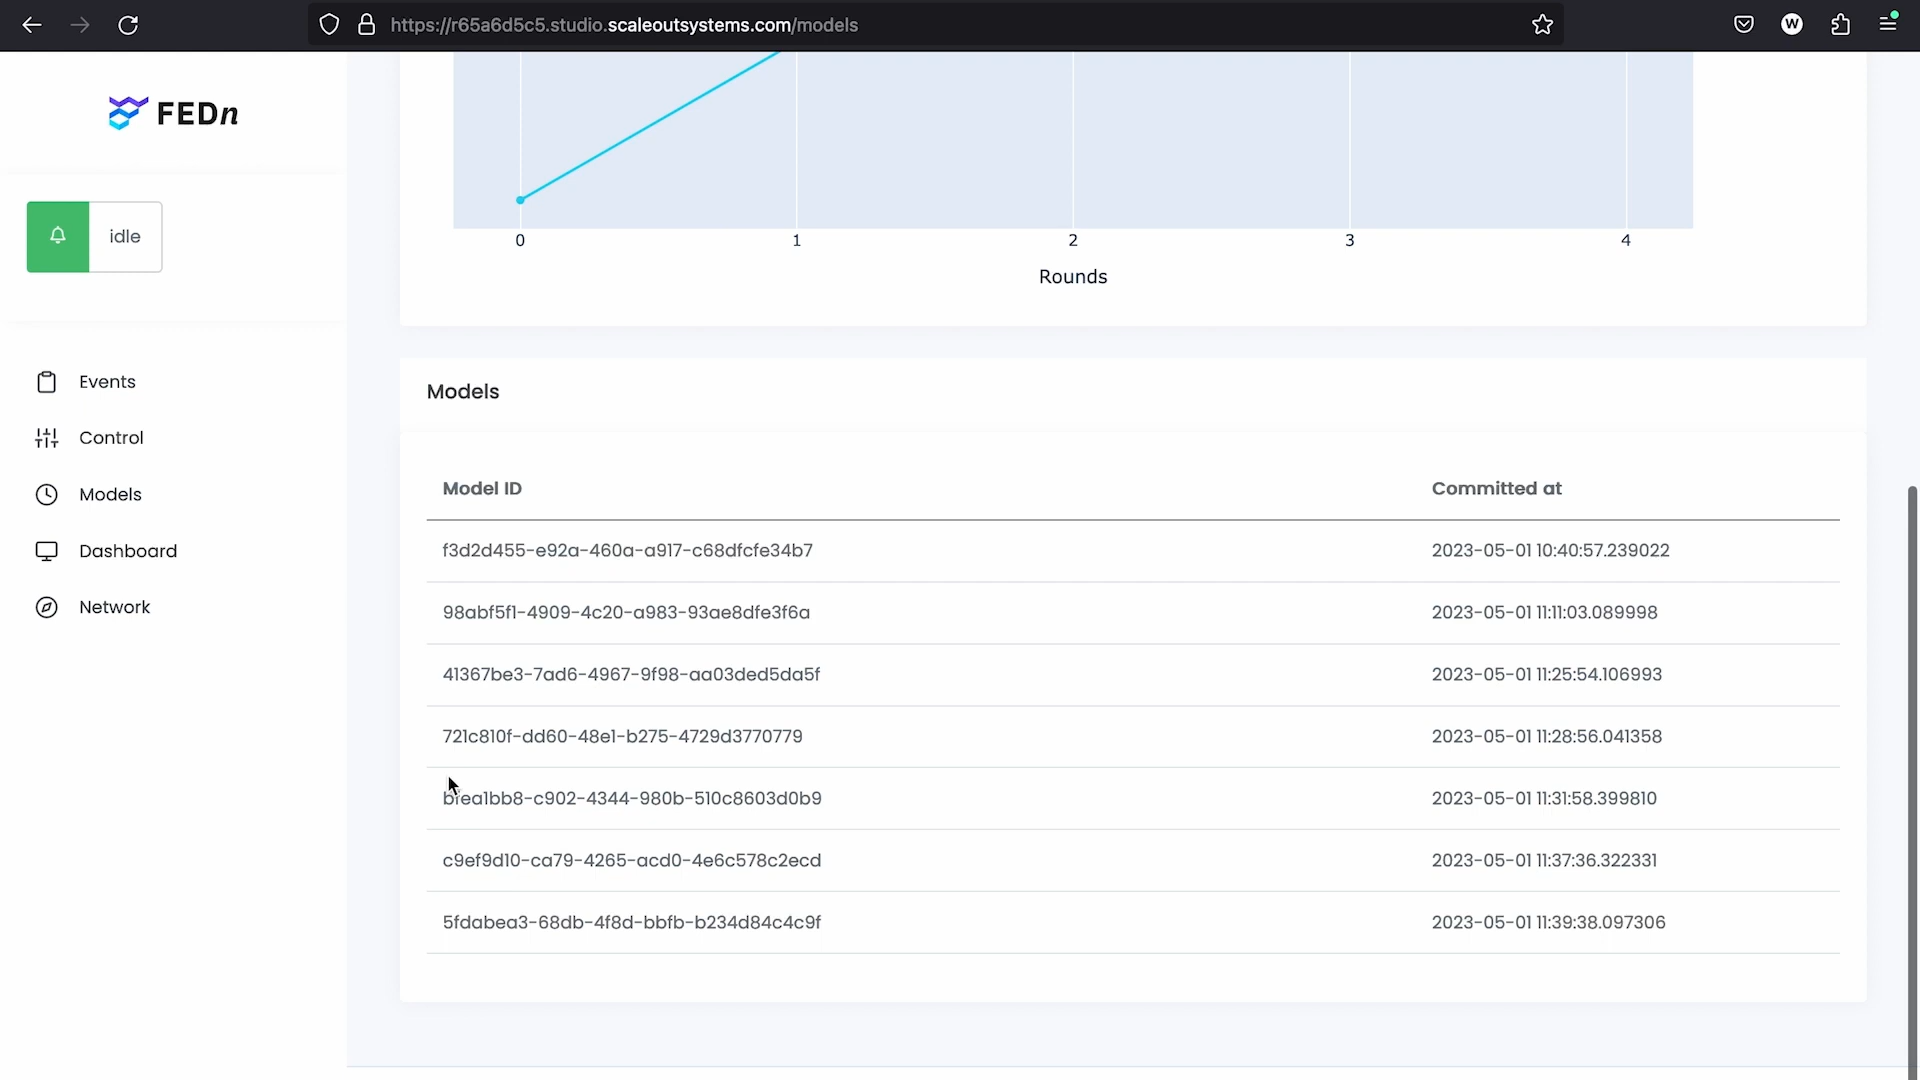 https://r65a6d5c5.studio.scaleoutsystems.com/models
W
FEDn
idle
Events
Control
Models
Dashboard
Network
0 1 2 3 4
Rounds
Models
Model ID Committed at
f3d2d455-e92a-460a-a917-c68dfcfe34b7 2023-05-01 10:40:57.239022
98abf5f1-4909-4c20-a983-93ae8dfe3f6a 2023-05-01 11:11:03.089998
41367be3-7ad6-4967-9f98-aa03ded5da5f 2023-05-01 11:25:54.106993
721c810f-dd60-48e1-b275-4729d3770779 2023-05-01 11:28:56.041358
bfea1bb8-c902-4344-980b-510c8603d0b9 2023-05-01 11:31:58.399810
c9ef9d10-ca79-4265-acd0-4e6c578c2ecd 2023-05-01 11:37:36.322331
5fdabea3-68db-4f8d-bbfb-b234d84c4c9f 2023-05-01 11:39:38.097306